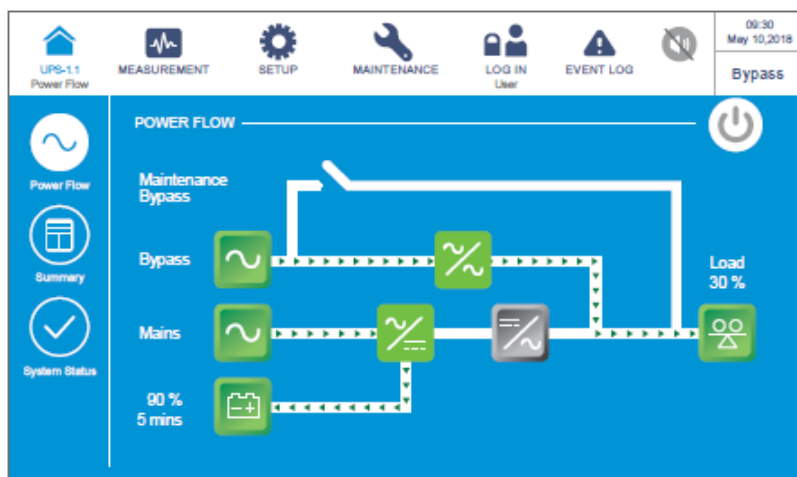 09:30
May 10,2018
UPS-1.1
Power Flow
MEASUREMENT
SETUP
MAINTENANCE
LOG IN
User
EVENT LOG
Bypass
POWER FLOW
Power Flow
Maintenance
Bypass
Bypass
Load
30 %
Summary
Mains
System Status
90 %
5 mins